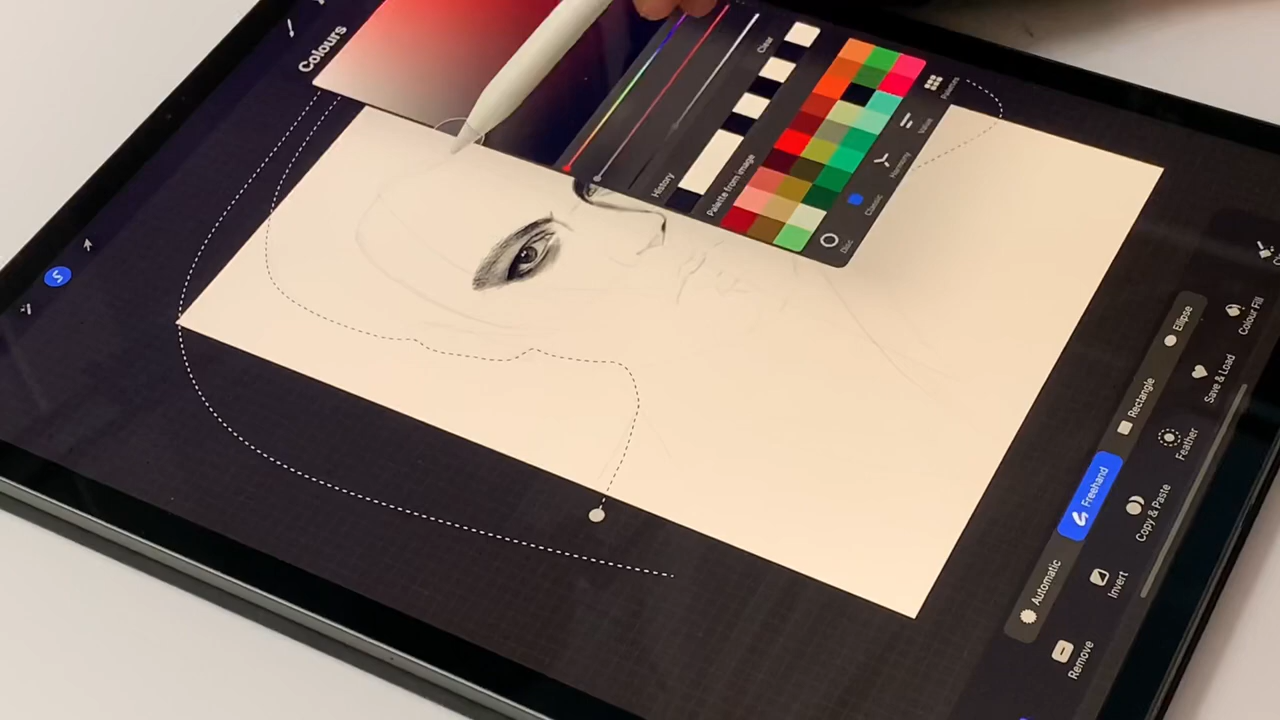 Colours
Clear
History
Palette from image
Palettes
Value
Harmony
Classic
Disc
Automatic
Freehand
Rectangle
Ellipse
Remove
Invert
Copy & Paste
Feather
Save & Load
Colour Fill